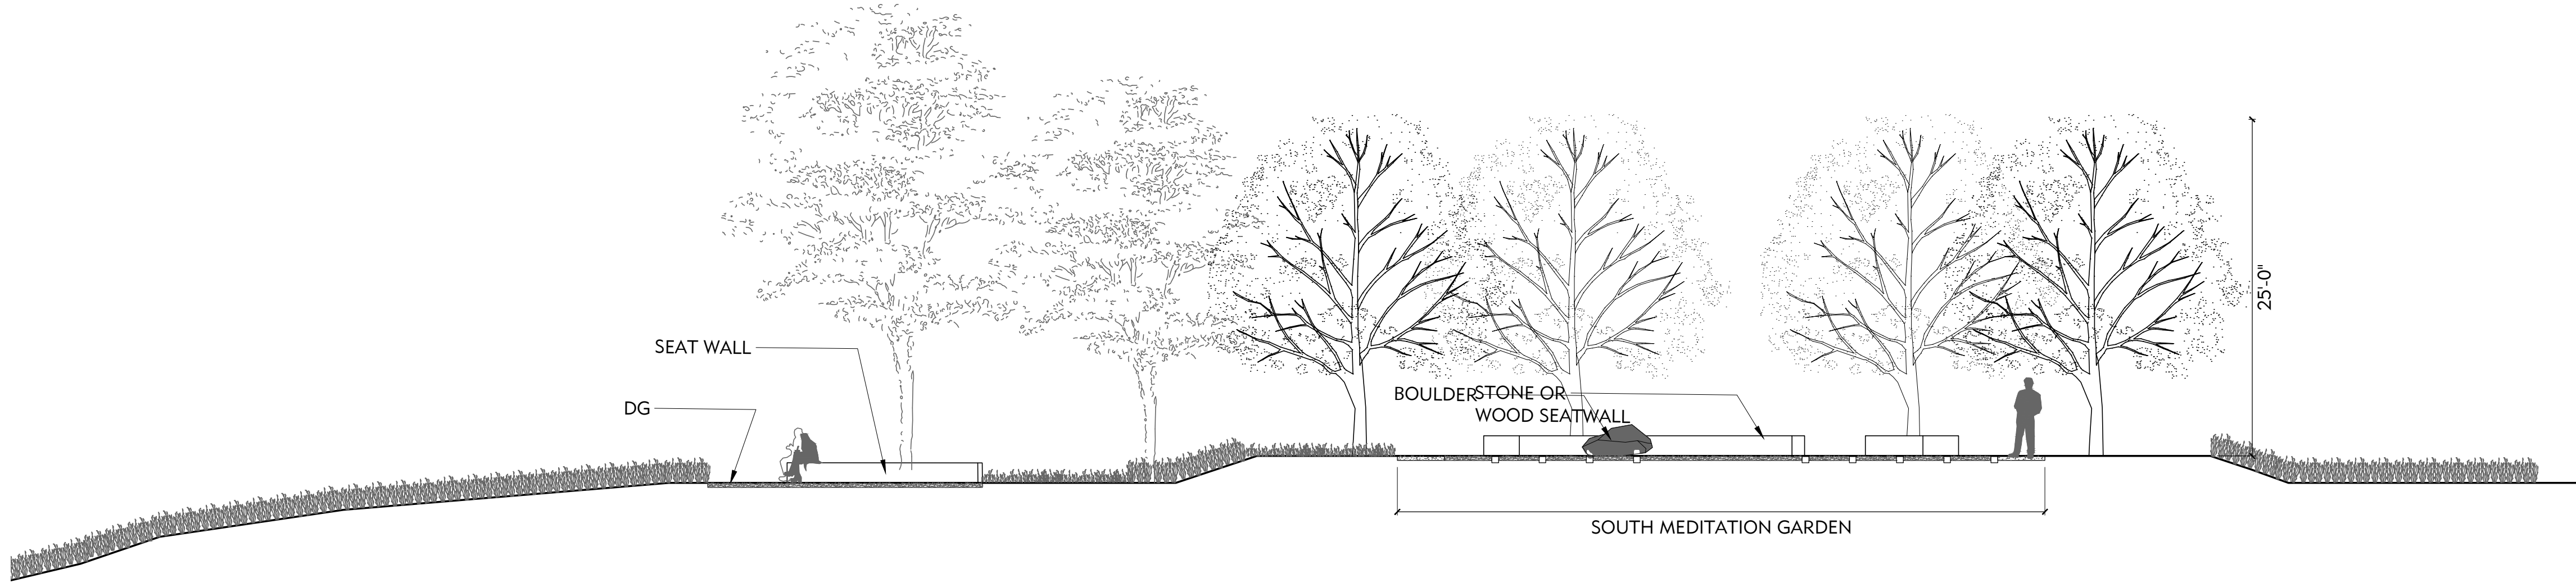 SEAT WALL
DG
BOULDER
STONE OR
WOOD SEATWALL
25'-0"
SOUTH MEDITATION GARDEN